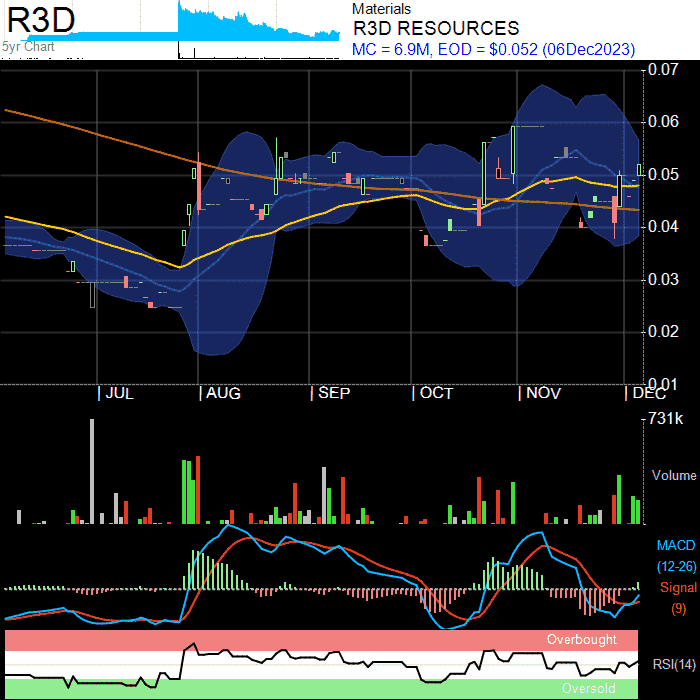 R3D
5yr Chart
Materials
R3D RESOURCES
MC = 6.9M, EOD = $0.052 (06Dec2023)
0.07
0.06
0.05
0.04
0.03
0.02
0.01
| JUL | AUG | SEP | OCT | NOV | DEC
731k
Volume
MACD
(12-26)
Signal
(9)
Overbought
RSI(14)
Oversold